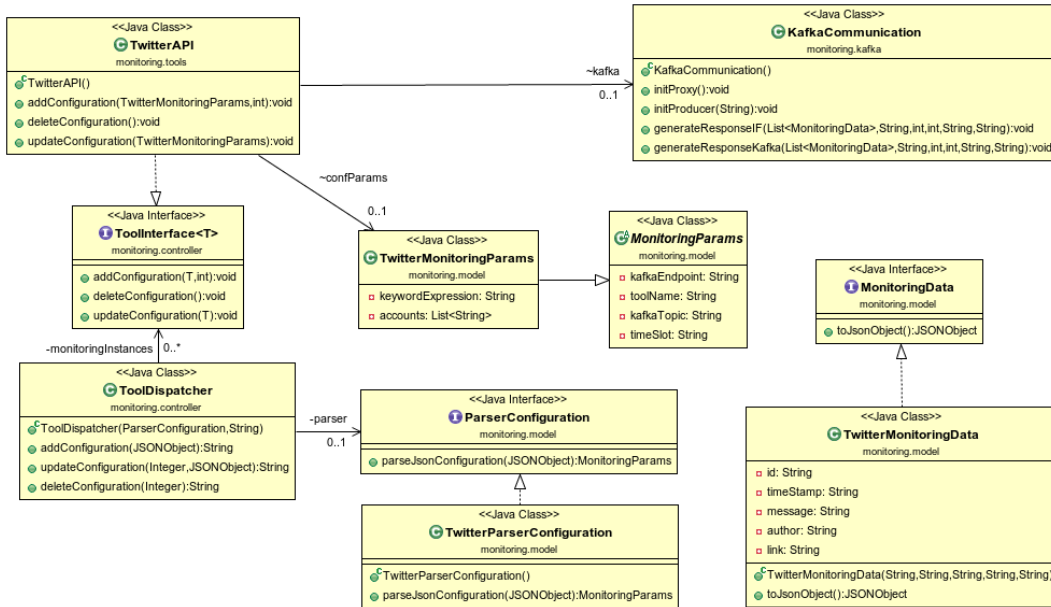 <<Java Class>>
TwitterAPI
monitoring.tools
TwitterAPI()
addConfiguration(TwitterMonitoringParams,int):void
deleteConfiguration():void
updateConfiguration(TwitterMonitoringParams):void
~kafka
0..1
<<Java Class>>
KafkaCommunication
monitoring.kafka
KafkaCommunication()
initProxy():void
initProducer(String):void
generateResponseIF(List<MonitoringData>,String,int,int,String,String):void
generateResponseKafka(List<MonitoringData>,String,int,int,String,String):void
~confParams
0..1
<<Java Interface>>
ToolInterface<T>
monitoring.controller
addConfiguration(T,int):void
deleteConfiguration():void
updateConfiguration(T):void
<<Java Class>>
TwitterMonitoringParams
monitoring.model
keywordExpression: String
accounts: List<String>
<<Java Class>>
MonitoringParams
monitoring.model
kafkaEndpoint: String
toolName: String
kafkaTopic: String
timeSlot: String
<<Java Interface>>
MonitoringData
monitoring.model
toJsonObject():JSONObject
-monitoringInstances
0..*
<<Java Class>>
ToolDispatcher
monitoring.controller
ToolDispatcher(ParserConfiguration,String)
addConfiguration(JSONObject):String
updateConfiguration(Integer,JSONObject):String
deleteConfiguration(Integer):String
-parser
0..1
<<Java Interface>>
ParserConfiguration
monitoring.model
parseJsonConfiguration(JSONObject):MonitoringParams
<<Java Class>>
TwitterParserConfiguration
monitoring.model
TwitterParserConfiguration()
parseJsonConfiguration(JSONObject):MonitoringParams
<<Java Class>>
TwitterMonitoringData
monitoring.model
id: String
timeStamp: String
message: String
author: String
link: String
TwitterMonitoringData(String,String,String,String,String)
toJsonObject():JSONObject